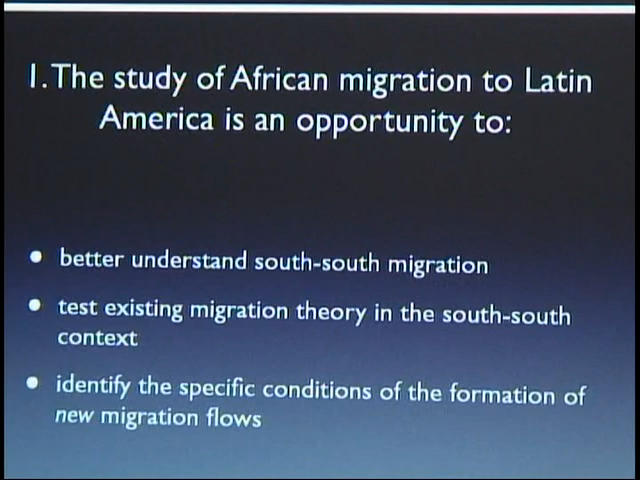 1. The study of African migration to Latin
America is an opportunity to:
• better understand south-south migration
• test existing migration theory in the south-south
context
• identify the specific conditions of the formation of
new migration flows